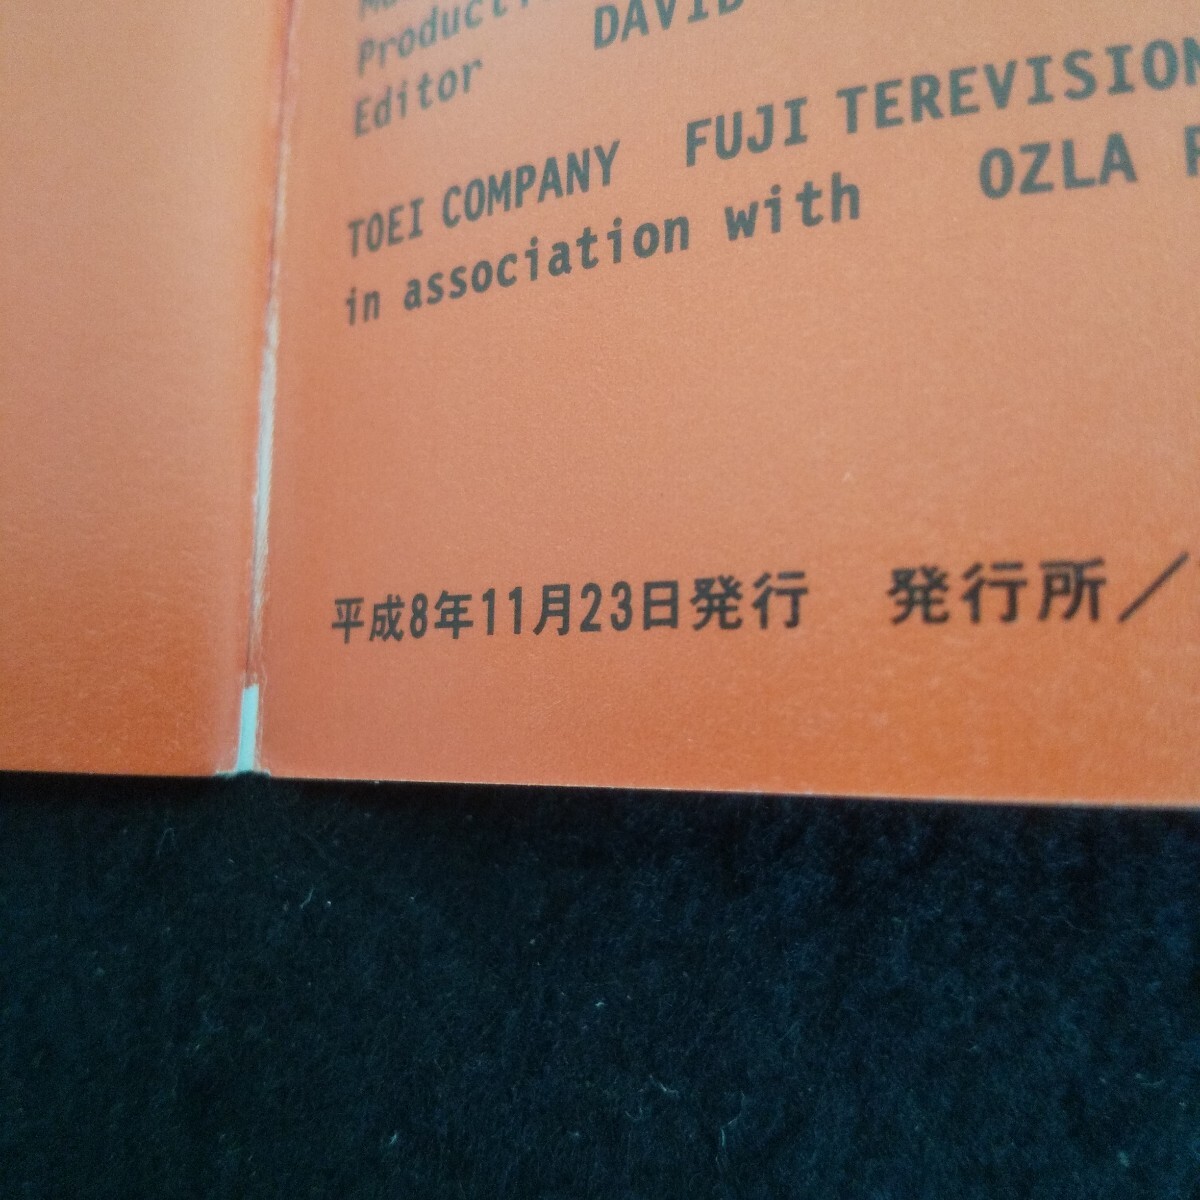 Editor DAVID
TOEI COMPANY FUJI TEREVISION
in association with OZLA
平成8年11月23日発行 発行所／